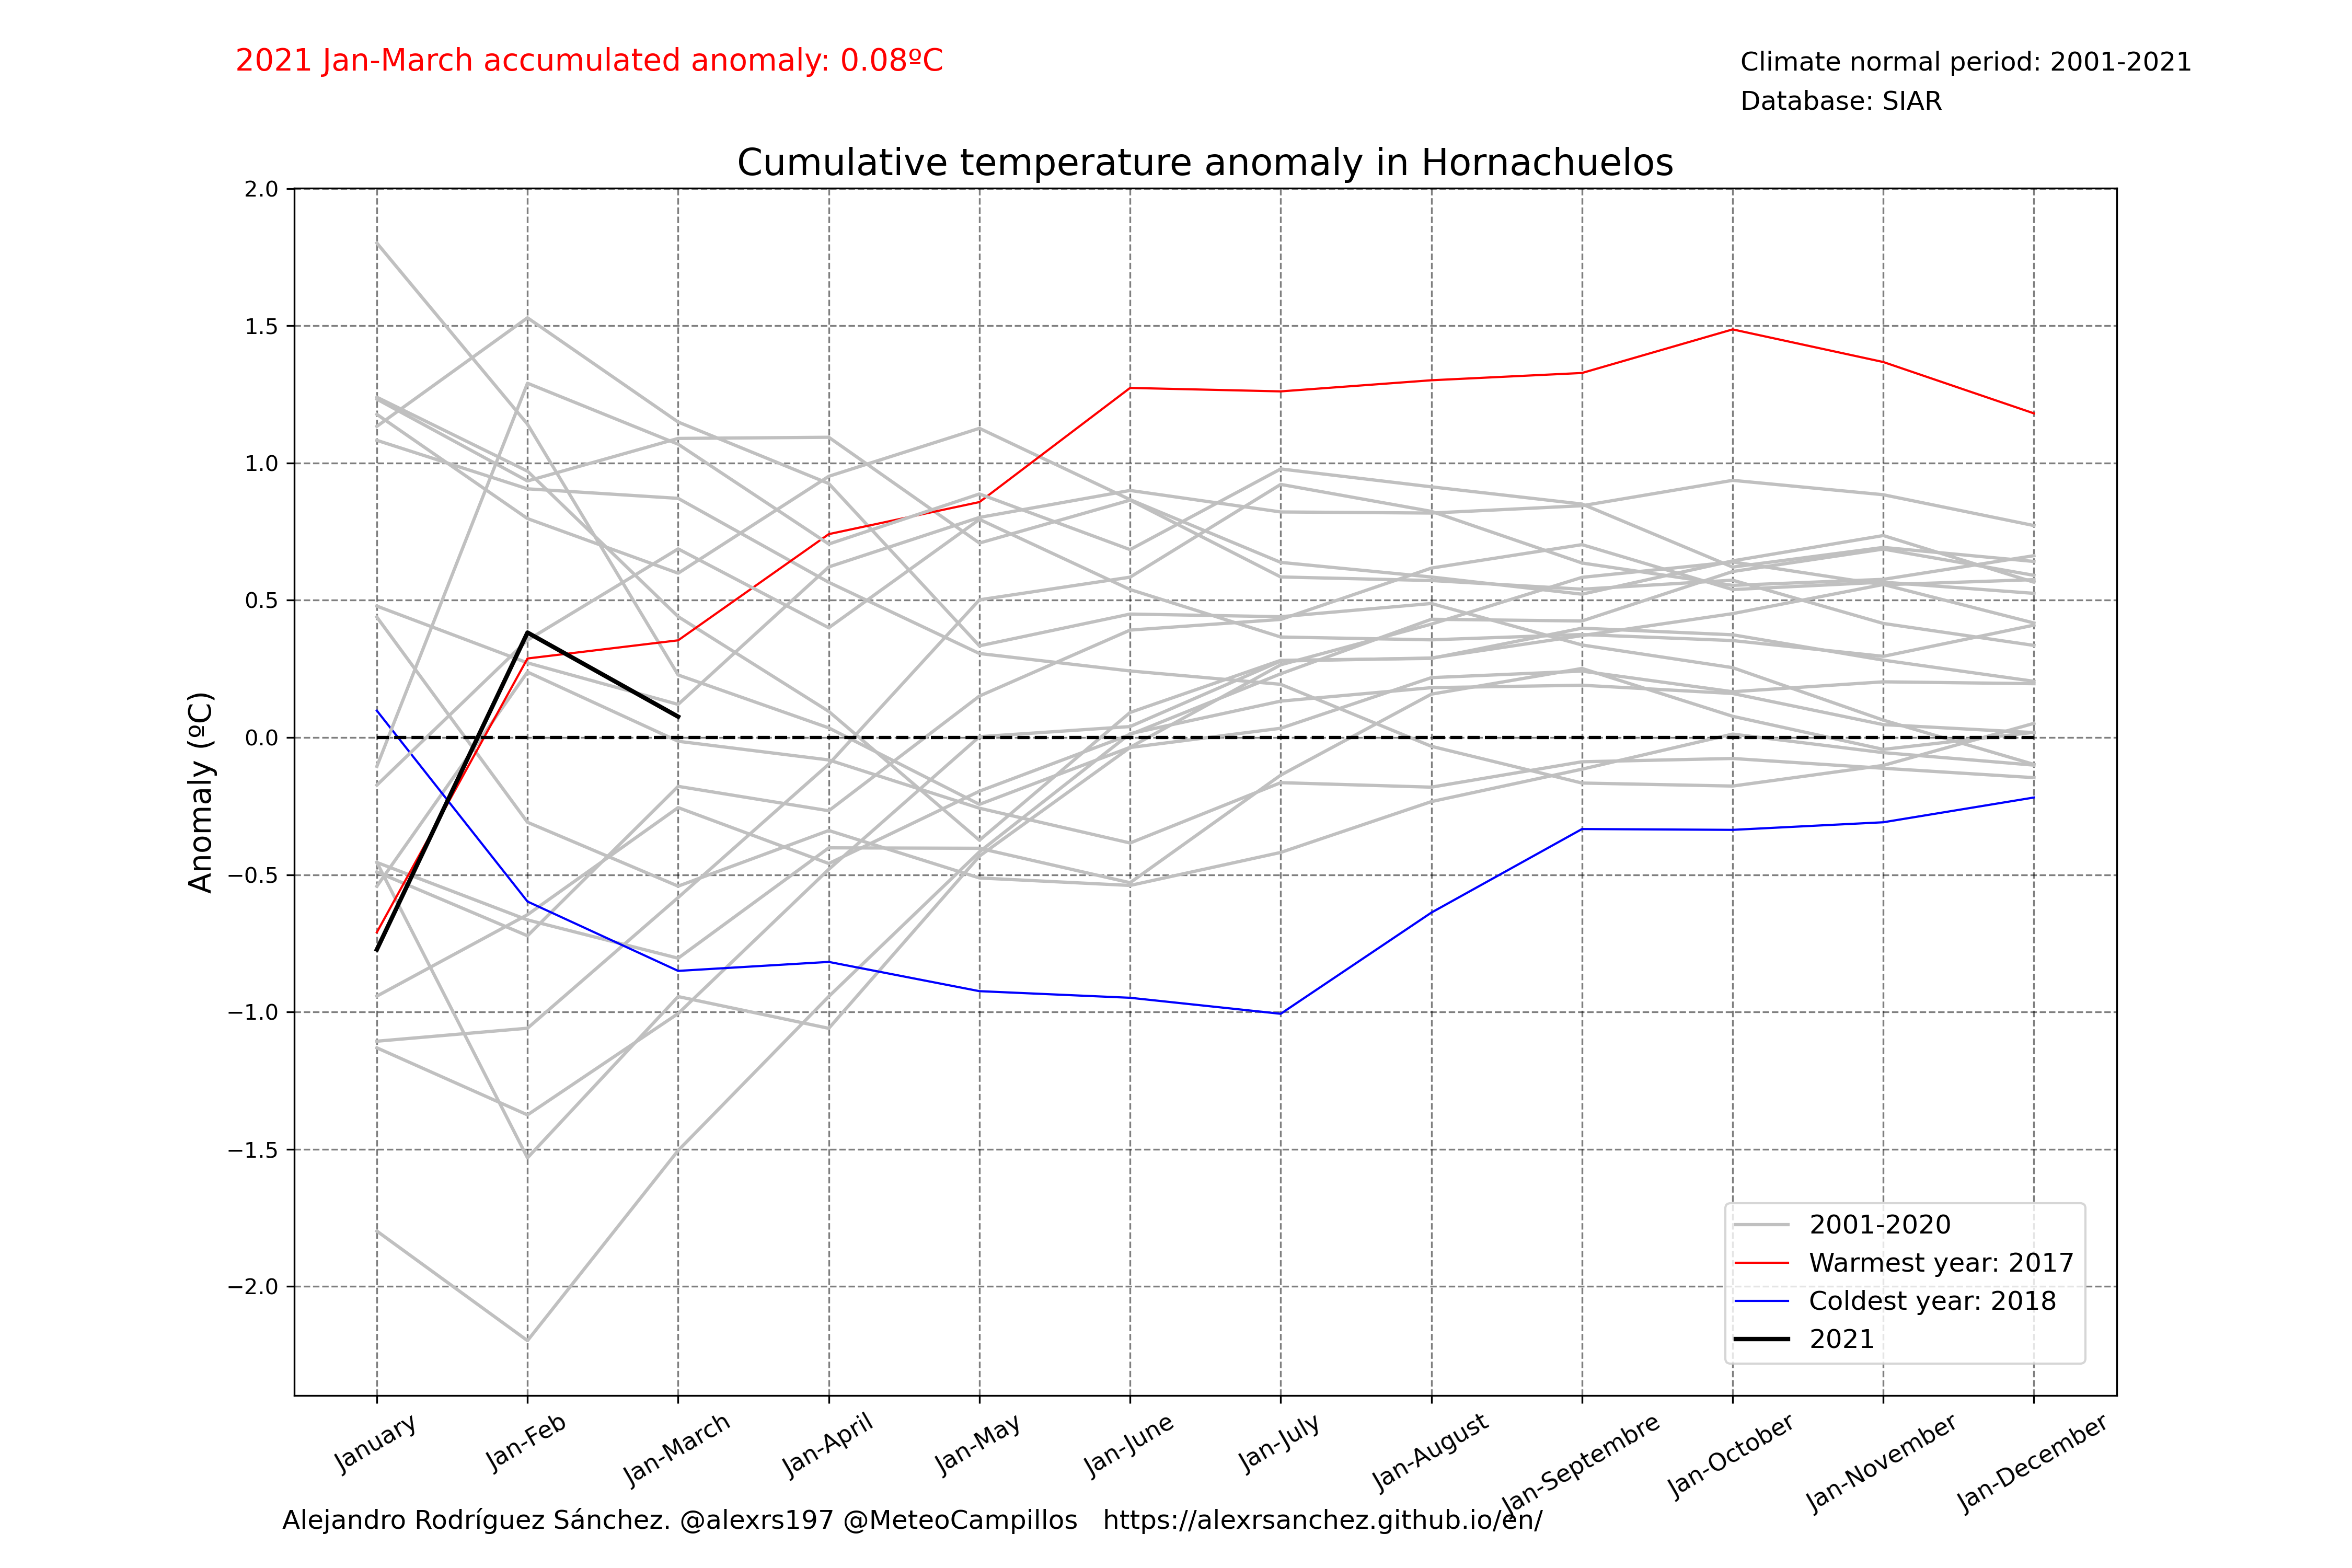 2021 Jan-March accumulated anomaly: 0.08ºC
Climate normal period: 2001-2021
Database: SIAR
Cumulative temperature anomaly in Hornachuelos
2.0
1.5
1.0
0.5
0.0
−0.5
−1.0
−1.5
−2.0
Anomaly (ºC)
2001-2020
Warmest year: 2017
Coldest year: 2018
2021
January
Jan-Feb
Jan-March
Jan-April
Jan-May
Jan-June
Jan-July
Jan-August
Jan-Septembre
Jan-October
Jan-November
Jan-December
Alejandro Rodríguez Sánchez. @alexrs197 @MeteoCampillos https://alexrsanchez.github.io/en/